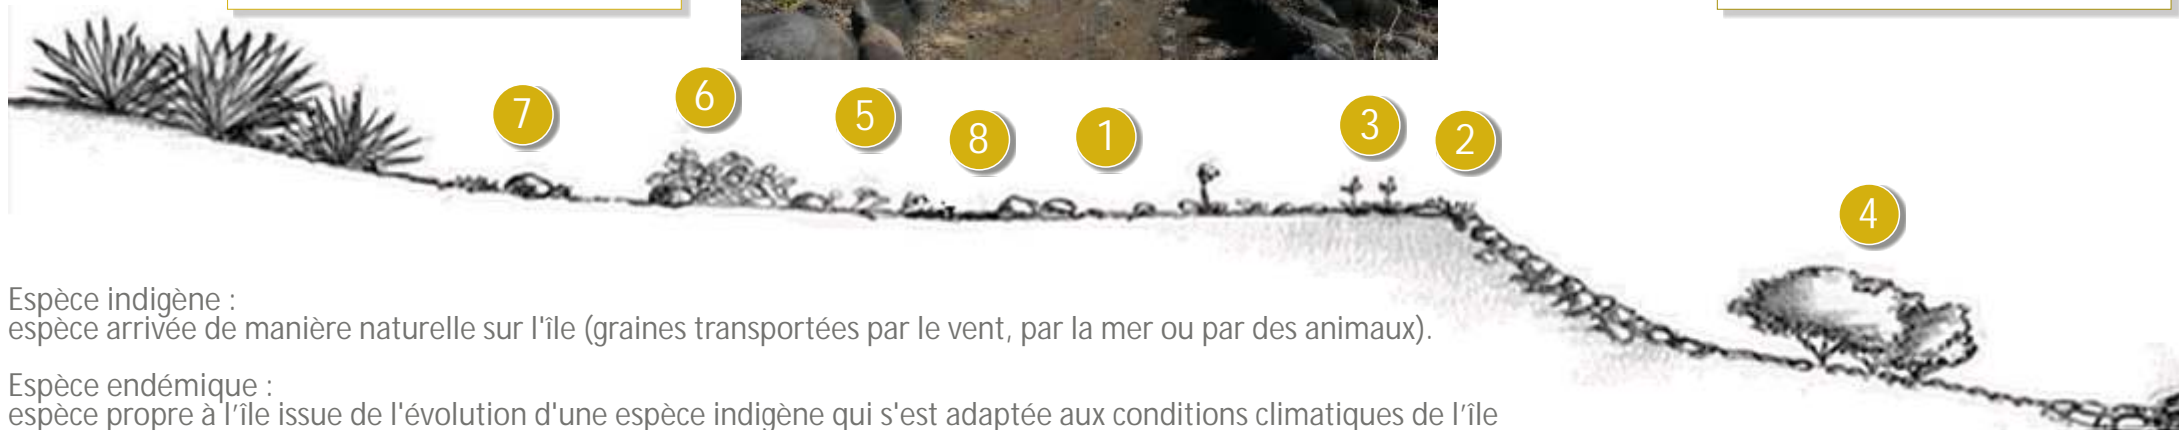 7
6
5
8
1
3
2
4
Espèce indigène :
espèce arrivée de manière naturelle sur l'île (graines transportées par le vent, par la mer ou par des animaux).
Espèce endémique :
espèce propre à l’île issue de l'évolution d'une espèce indigène qui s'est adaptée aux conditions climatiques de l’île